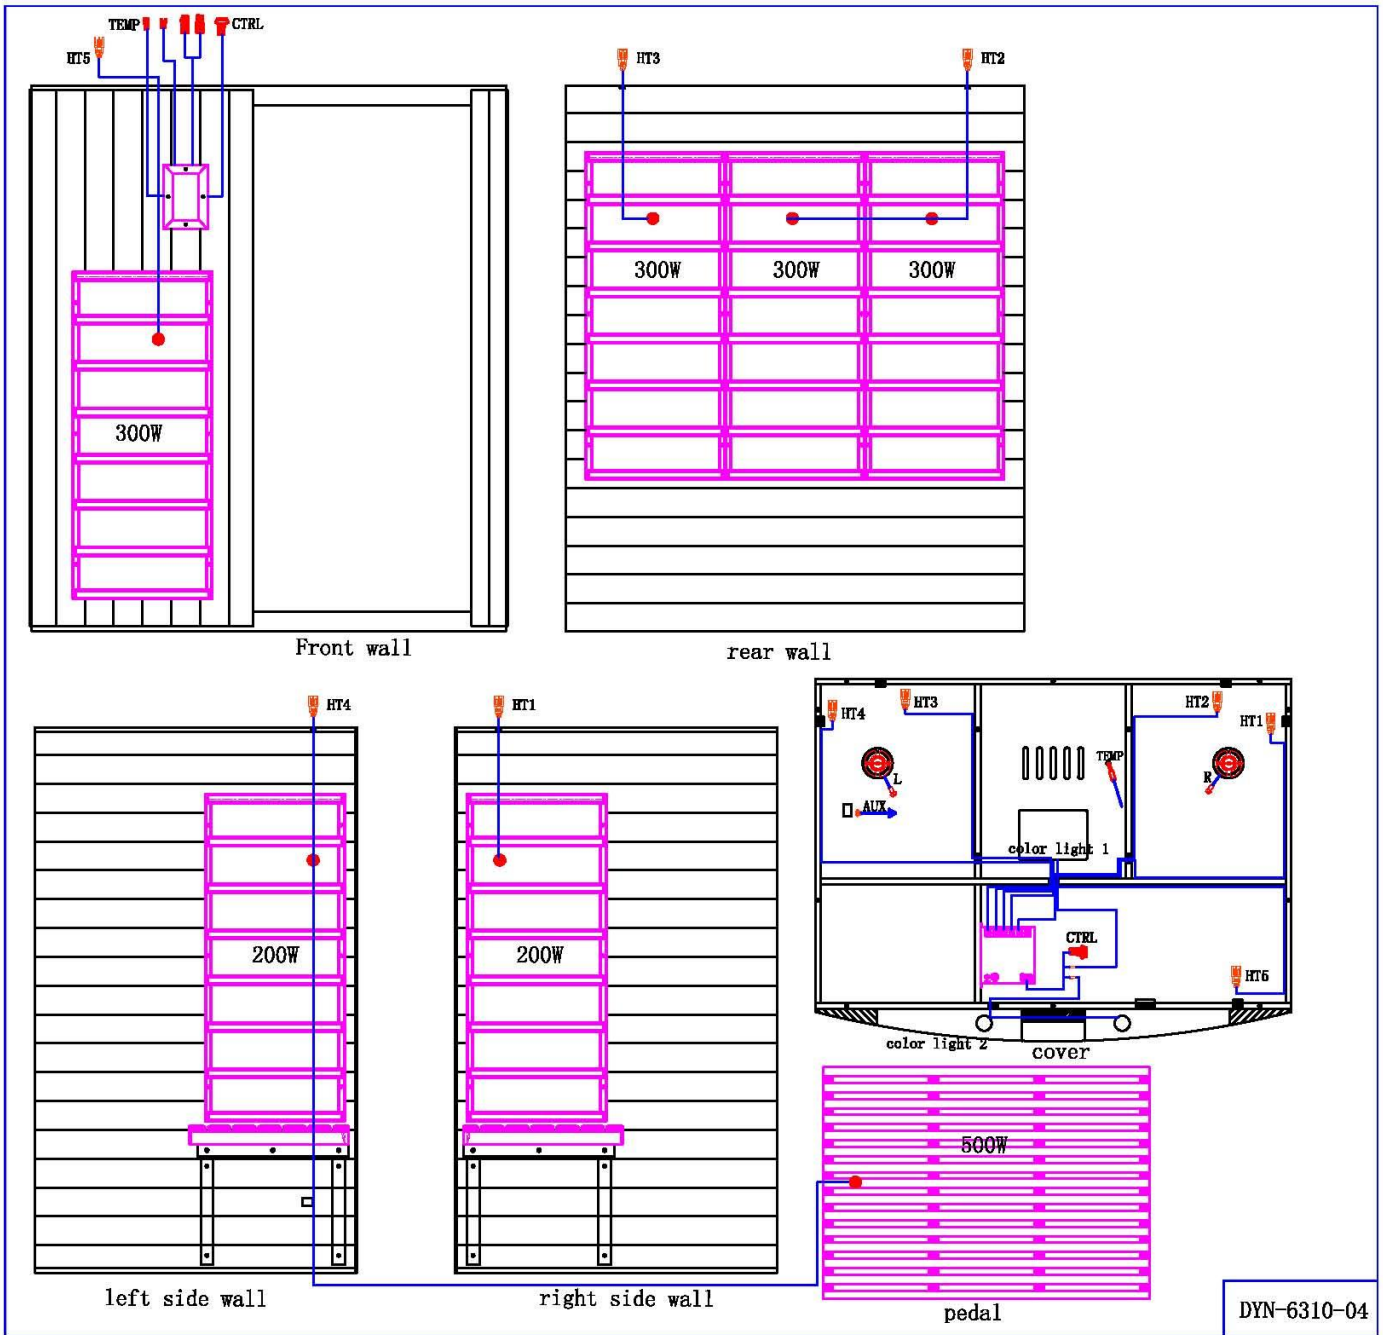 TEMP
CTRL
HT5
HT3
HT2
300W
300W
300W
300W
Front wall
rear wall
HT4
HT1
200W
200W
left side wall
right side wall
HT4
HT3
HT2
HT1
L
TEMP
R
AUX
color light 1
CTRL
HT5
color light 2
cover
500W
pedal
DYN-6310-04